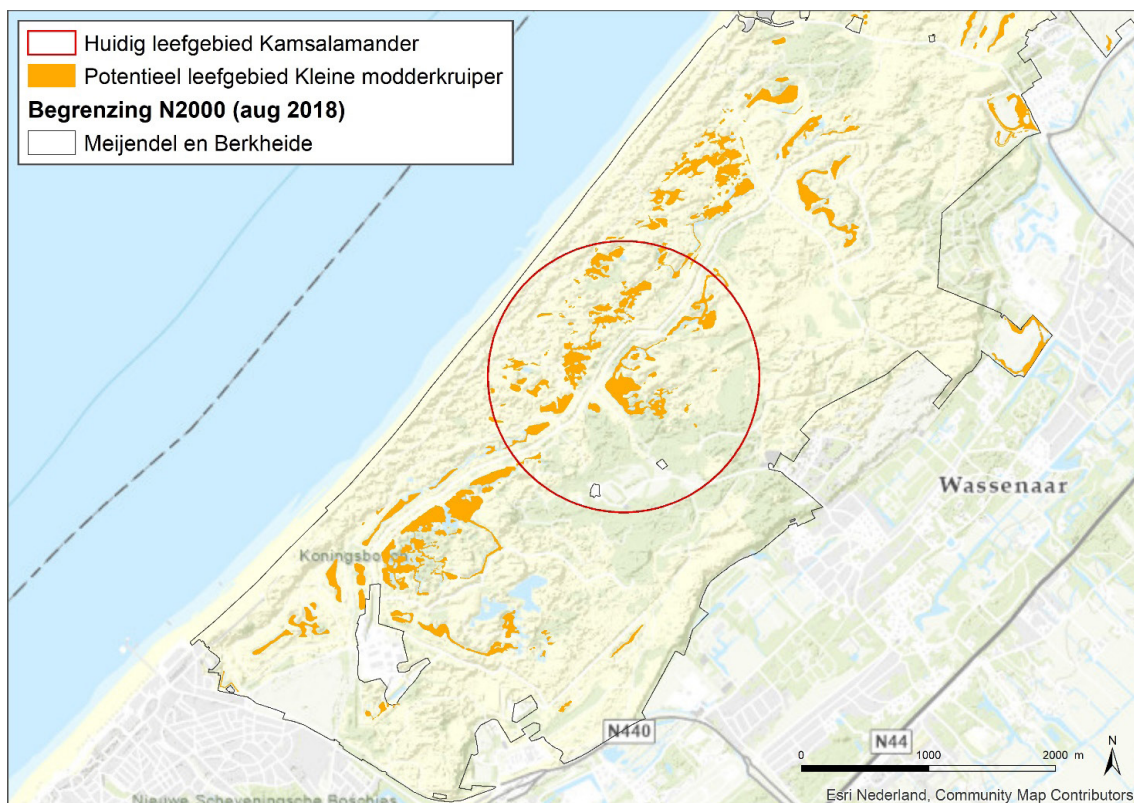 Huidig leefgebied Kamsalamander
Potentieel leefgebied Kleine modderkruiper
Begrenzing N2000 (aug 2018)
Meijendel en Berkheide
Wassenaar
Koningsbosch
N440
N44
0 1000 2000 m
N
Nieuwe Scheveningsche Boschjes
Esri Nederland, Community Map Contributors